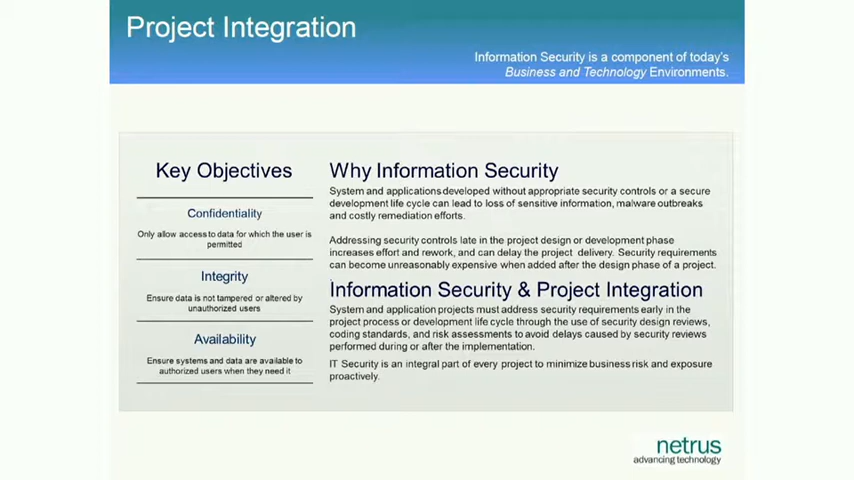 Project Integration
Information Security is a component of today's
Business and Technology Environments.
Key Objectives
Confidentiality
Only allow access to data for which the user is
permitted
Integrity
Ensure data is not tampered or altered by
unauthorized users
Availability
Ensure systems and data are available to
authorized users when they need it
Why Information Security
System and applications developed without appropriate security controls or a secure
development life cycle can lead to loss of sensitive information, malware outbreaks
and costly remediation efforts.
Addressing security controls late in the project design or development phase
increases effort and rework, and can delay the project delivery. Security requirements
can become unreasonably expensive when added after the design phase of a project.
Information Security & Project Integration
System and application projects must address security requirements early in the
project process or development life cycle through the use of security design reviews,
coding standards, and risk assessments to avoid delays caused by security reviews
performed during or after the implementation.
IT Security is an integral part of every project to minimize business risk and exposure
proactively.
netrus
advancing technology